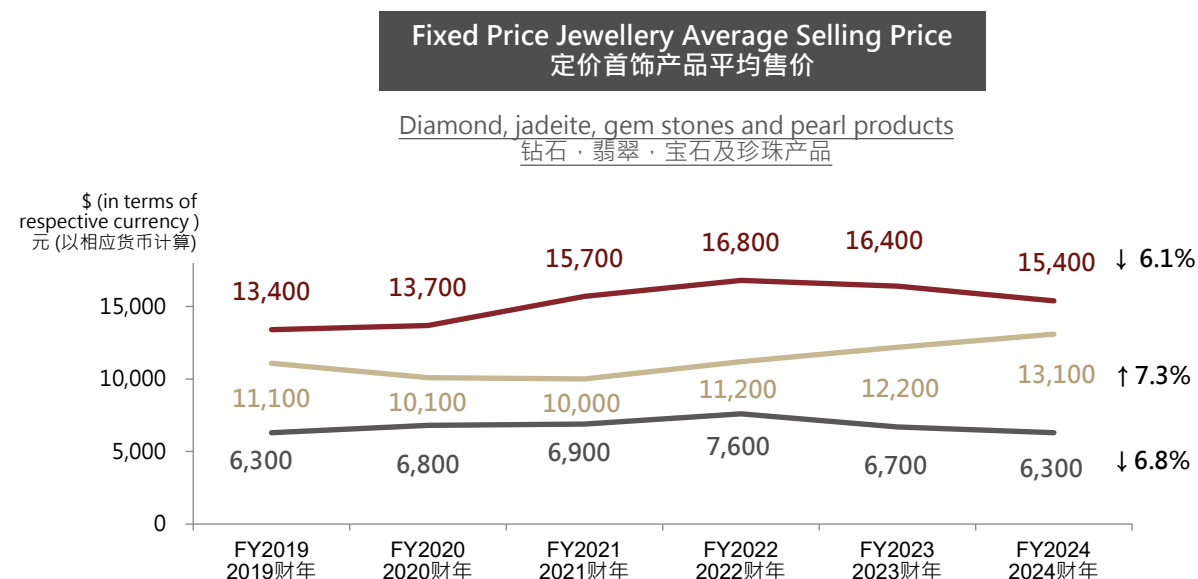 Fixed Price Jewellery Average Selling Price
定价首饰产品平均售价
Diamond, jadeite, gem stones and pearl products
钻石 · 翡翠 · 宝石及珍珠产品
$ (in terms of
respective currency )
元 (以相应货币计算)
15,000
10,000
5,000
0
13,400
13,700
15,700
16,800
16,400
15,400
↓ 6.1%
11,100
10,100
10,000
11,200
12,200
13,100
↑ 7.3%
6,300
6,800
6,900
7,600
6,700
6,300
↓ 6.8%
FY2019
2019财年
FY2020
2020财年
FY2021
2021财年
FY2022
2022财年
FY2023
2023财年
FY2024
2024财年